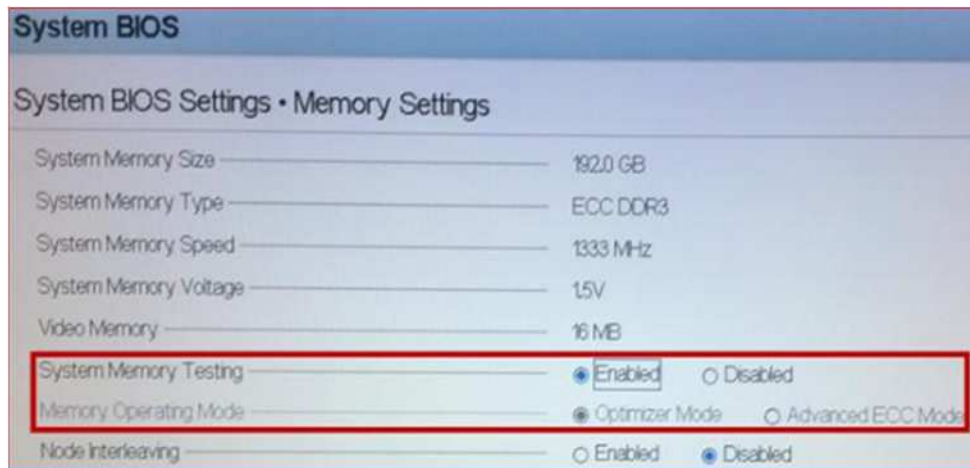 System BIOS
System BIOS Settings • Memory Settings
System Memory Size 192.0 GB
System Memory Type ECC DDR3
System Memory Speed 1333 MHz
System Memory Voltage 1.5V
Video Memory 16 MB
System Memory Testing Enabled Disabled
Memory Operating Mode Optimizer Mode Advanced ECC Mode
Node Interleaving Enabled Disabled